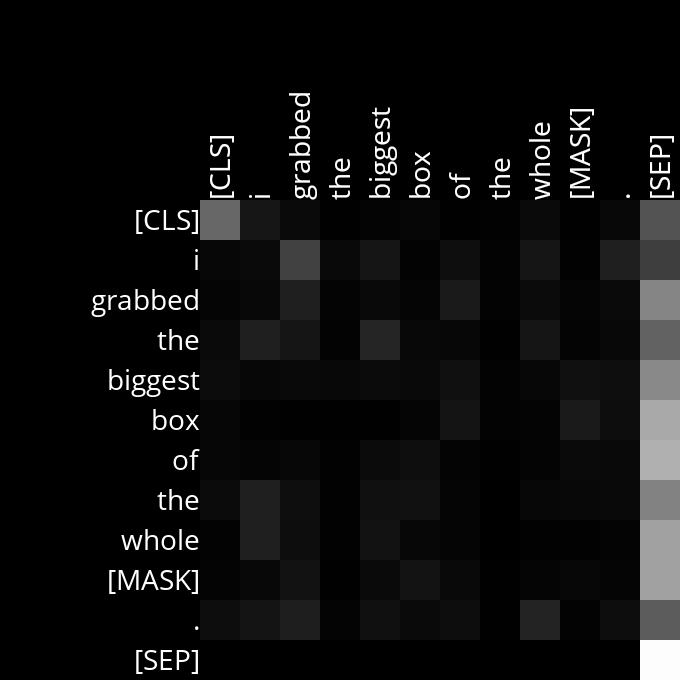 [CLS] i grabbed the biggest box of the whole [MASK] . [SEP]
[CLS]
i
grabbed
the
biggest
box
of
the
whole
[MASK]
.
[SEP]